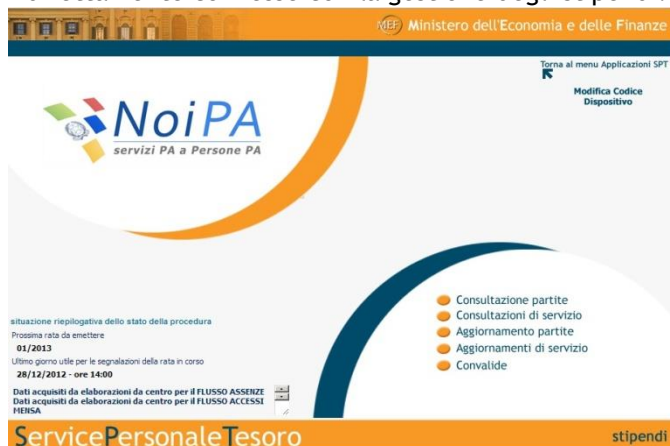 MEF Ministero dell'Economia e delle Finanze
Torna al menu Applicazioni SPT
Modifica Codice
Dispositivo
NoiPA
servizi PA a Persone PA
Consultazione partite
Consultazioni di servizio
Aggiornamento partite
Aggiornamenti di servizio
Convalide
situazione riepilogativa dello stato della procedura
Prossima rata da emettere
01/2013
Ultimo giorno utile per le segnalazioni della rata in corso
28/12/2012 - ore 14:00
Dati acquisiti da elaborazioni da centro per il FLUSSO ASSENZE
Dati acquisiti da elaborazioni da centro per il FLUSSO ACCESSI
MENSA
ServicePersonaleTesoro
stipendi